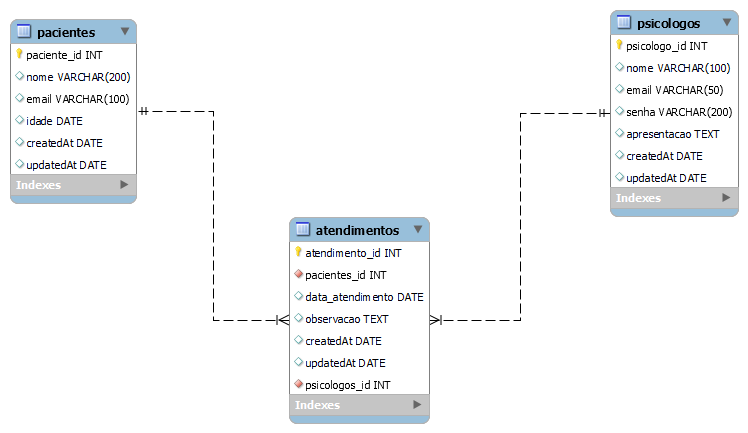 pacientes
paciente_id INT
nome VARCHAR(200)
email VARCHAR(100)
idade DATE
createdAt DATE
updatedAt DATE
Indexes
psicologos
psicologo_id INT
nome VARCHAR(100)
email VARCHAR(50)
senha VARCHAR(200)
apresentacao TEXT
createdAt DATE
updatedAt DATE
Indexes
atendimentos
atendimento_id INT
pacientes_id INT
data_atendimento DATE
observacao TEXT
createdAt DATE
updatedAt DATE
psicologos_id INT
Indexes